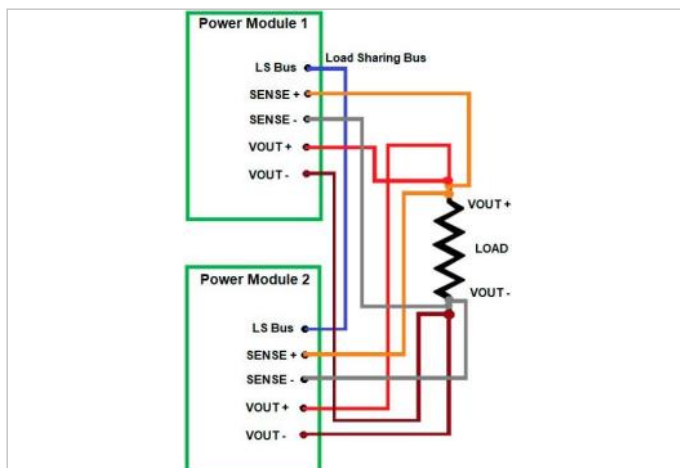 Power Module 1
LS Bus
Load Sharing Bus
SENSE +
SENSE -
VOUT +
VOUT -
VOUT +
LOAD
VOUT -
Power Module 2
LS Bus
SENSE +
SENSE -
VOUT +
VOUT -